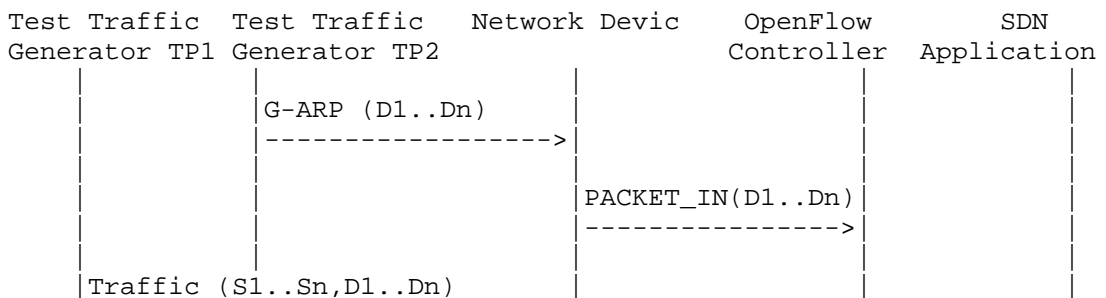 Test Traffic Test Traffic Network Devic OpenFlow SDN
Generator TP1 Generator TP2 Controller Application
G-ARP (D1..Dn)
PACKET_IN(D1..Dn)
Traffic (S1..Sn,D1..Dn)